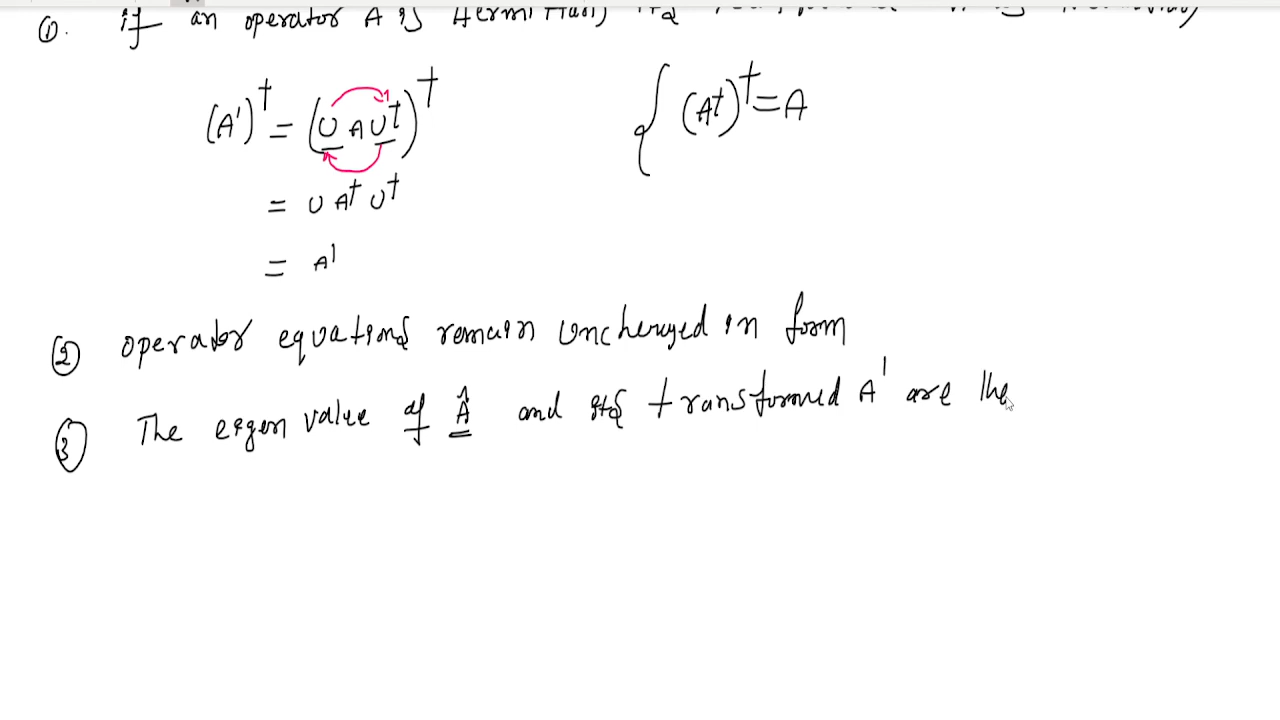 ①. if an operator A is Hermitian, its
(A')† = (U A U†)† { (A†)† = A
= U A† U†
= A'
② operator equations remain unchanged in form
③ The eigen value of Â and its transformed A' are the